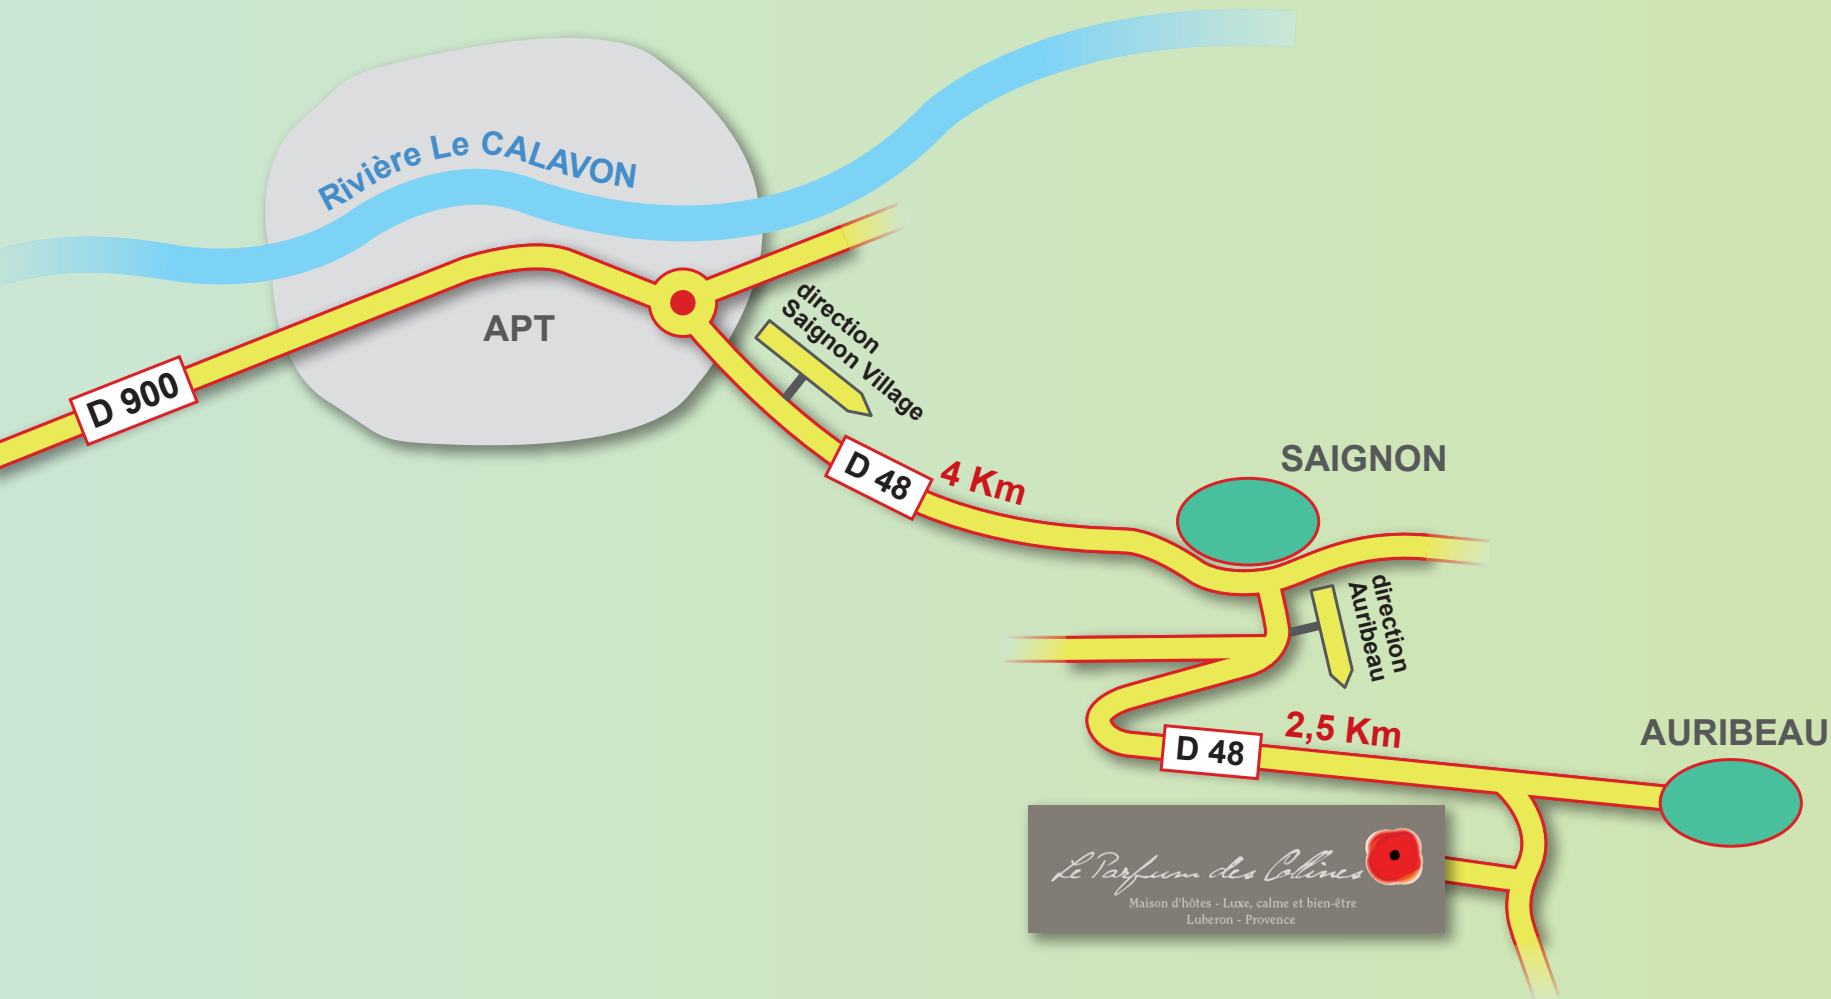 Rivière Le CALAVON
APT
D 900
direction
Saignon Village
D 48
4 Km
SAIGNON
direction
Auribeau
D 48
2,5 Km
AURIBEAU
Le Parfum des Collines
Maison d'hôtes - Luxe, calme et bien-être
Luberon - Provence